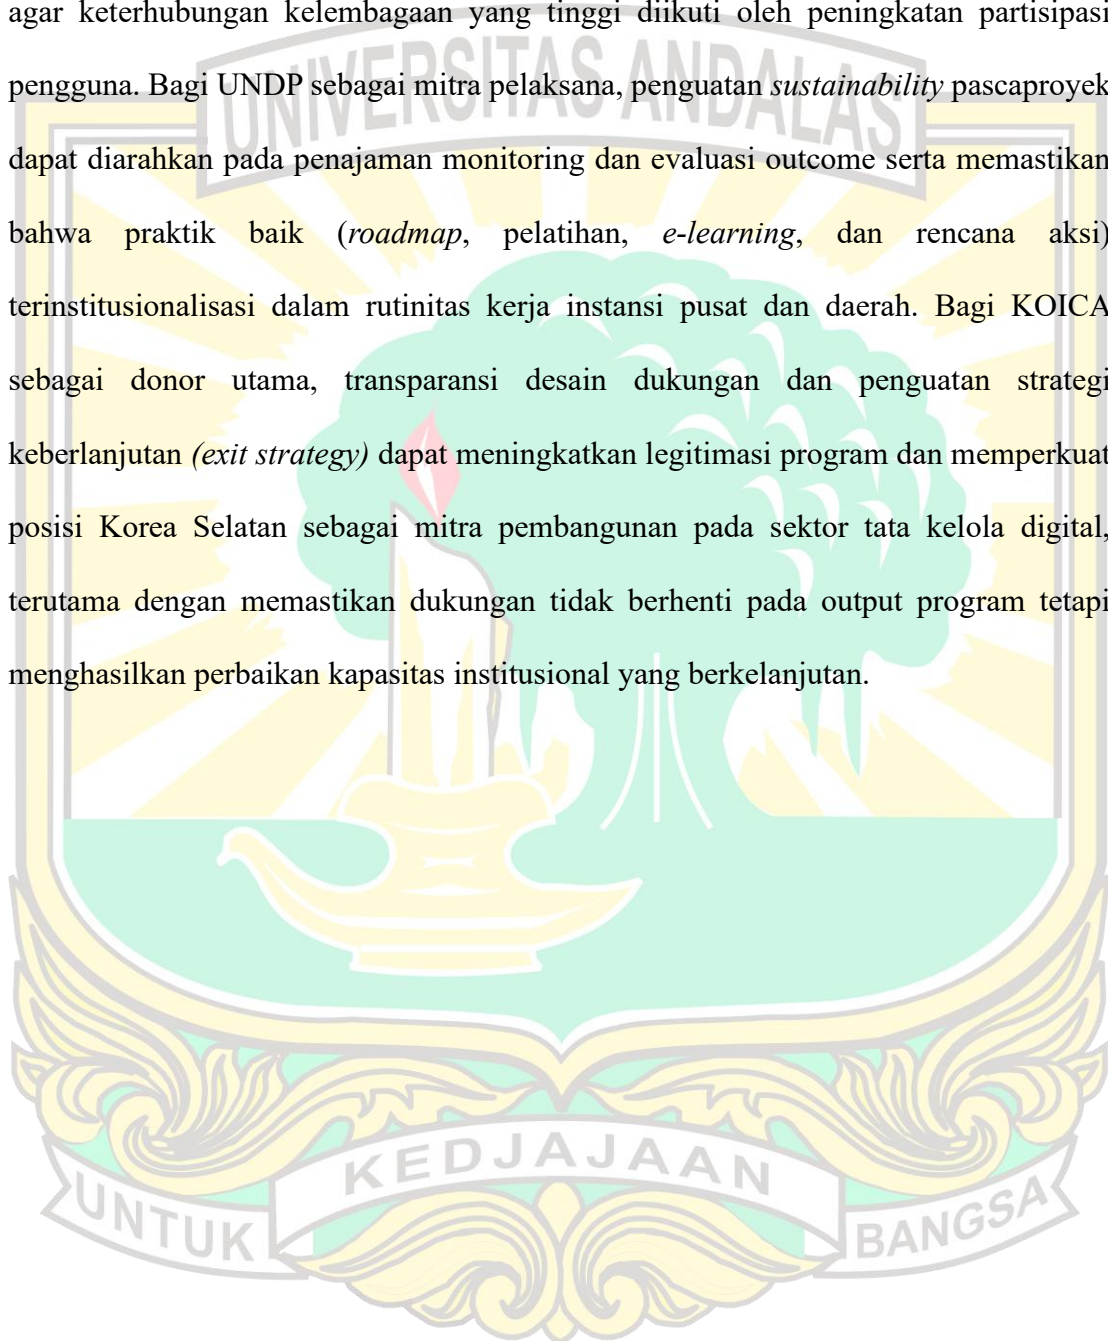 agar keterhubungan kelembagaan yang tinggi diikuti oleh peningkatan partisipasi
UNIVERSITAS ANDALAS
pengguna. Bagi UNDP sebagai mitra pelaksana, penguatan sustainability pascaproyek
dapat diarahkan pada penajaman monitoring dan evaluasi outcome serta memastikan
bahwa praktik baik (roadmap, pelatihan, e-learning, dan rencana aksi)
terinstitusionalisasi dalam rutinitas kerja instansi pusat dan daerah. Bagi KOICA
sebagai donor utama, transparansi desain dukungan dan penguatan strategi
keberlanjutan (exit strategy) dapat meningkatkan legitimasi program dan memperkuat
posisi Korea Selatan sebagai mitra pembangunan pada sektor tata kelola digital,
terutama dengan memastikan dukungan tidak berhenti pada output program tetapi
menghasilkan perbaikan kapasitas institusional yang berkelanjutan.
UNTUK KEDJAJAAN BANGSA